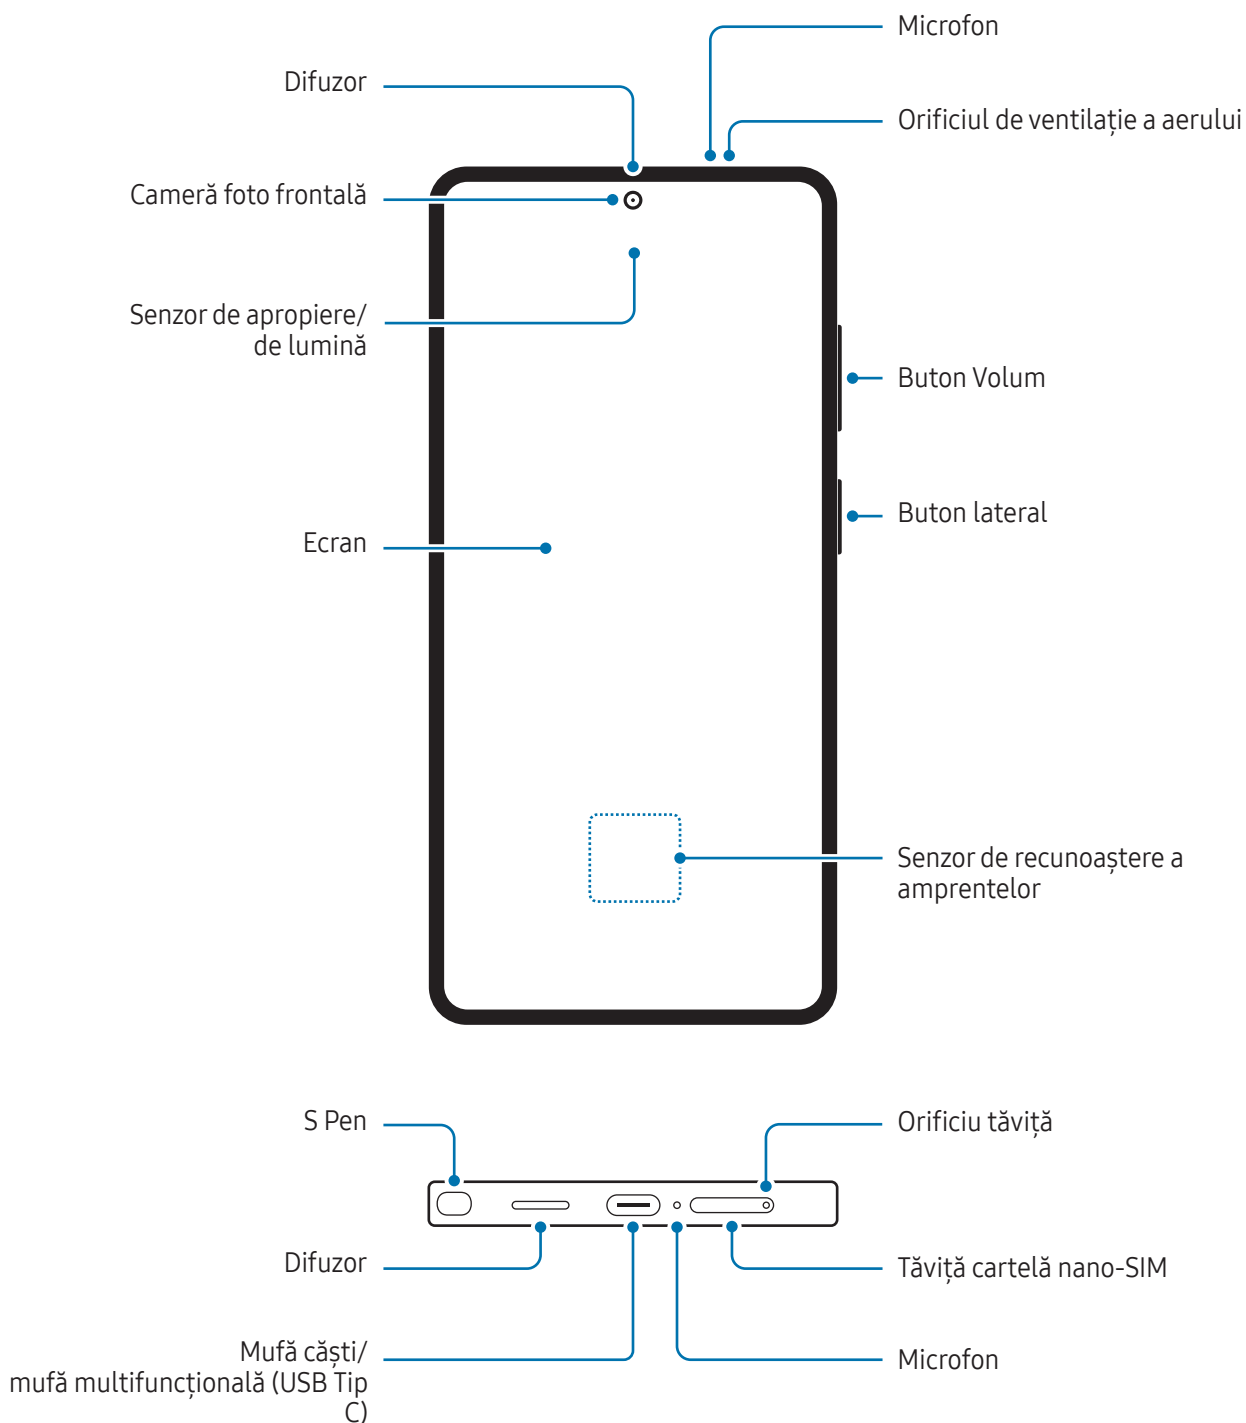 Microfon
Difuzor
Orificiul de ventilație a aerului
Cameră foto frontală
Senzor de apropiere/
de lumină
Buton Volum
Buton lateral
Ecran
Senzor de recunoaștere a
amprentelor
S Pen
Orificiu tăviță
Difuzor
Tăviță cartelă nano-SIM
Mufă căști/
mufă multifuncțională (USB Tip
C)
Microfon